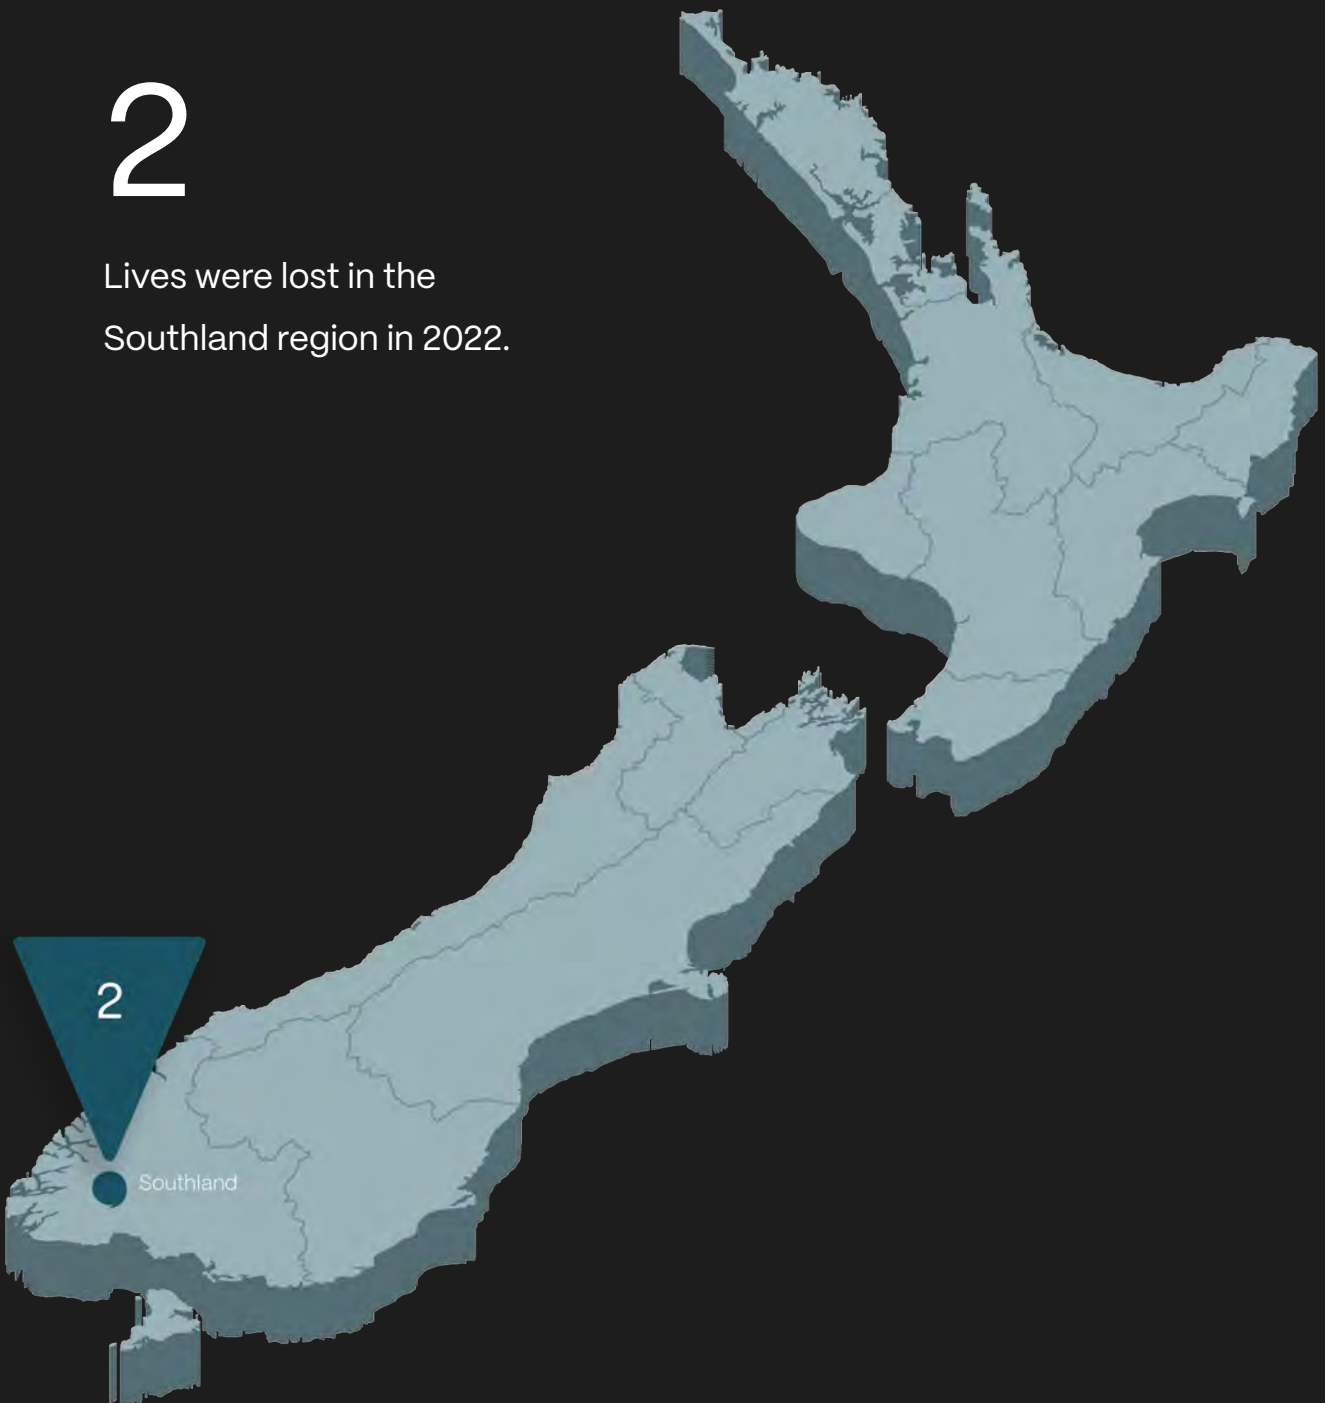 2
Lives were lost in the
Southland region in 2022.
2
Southland